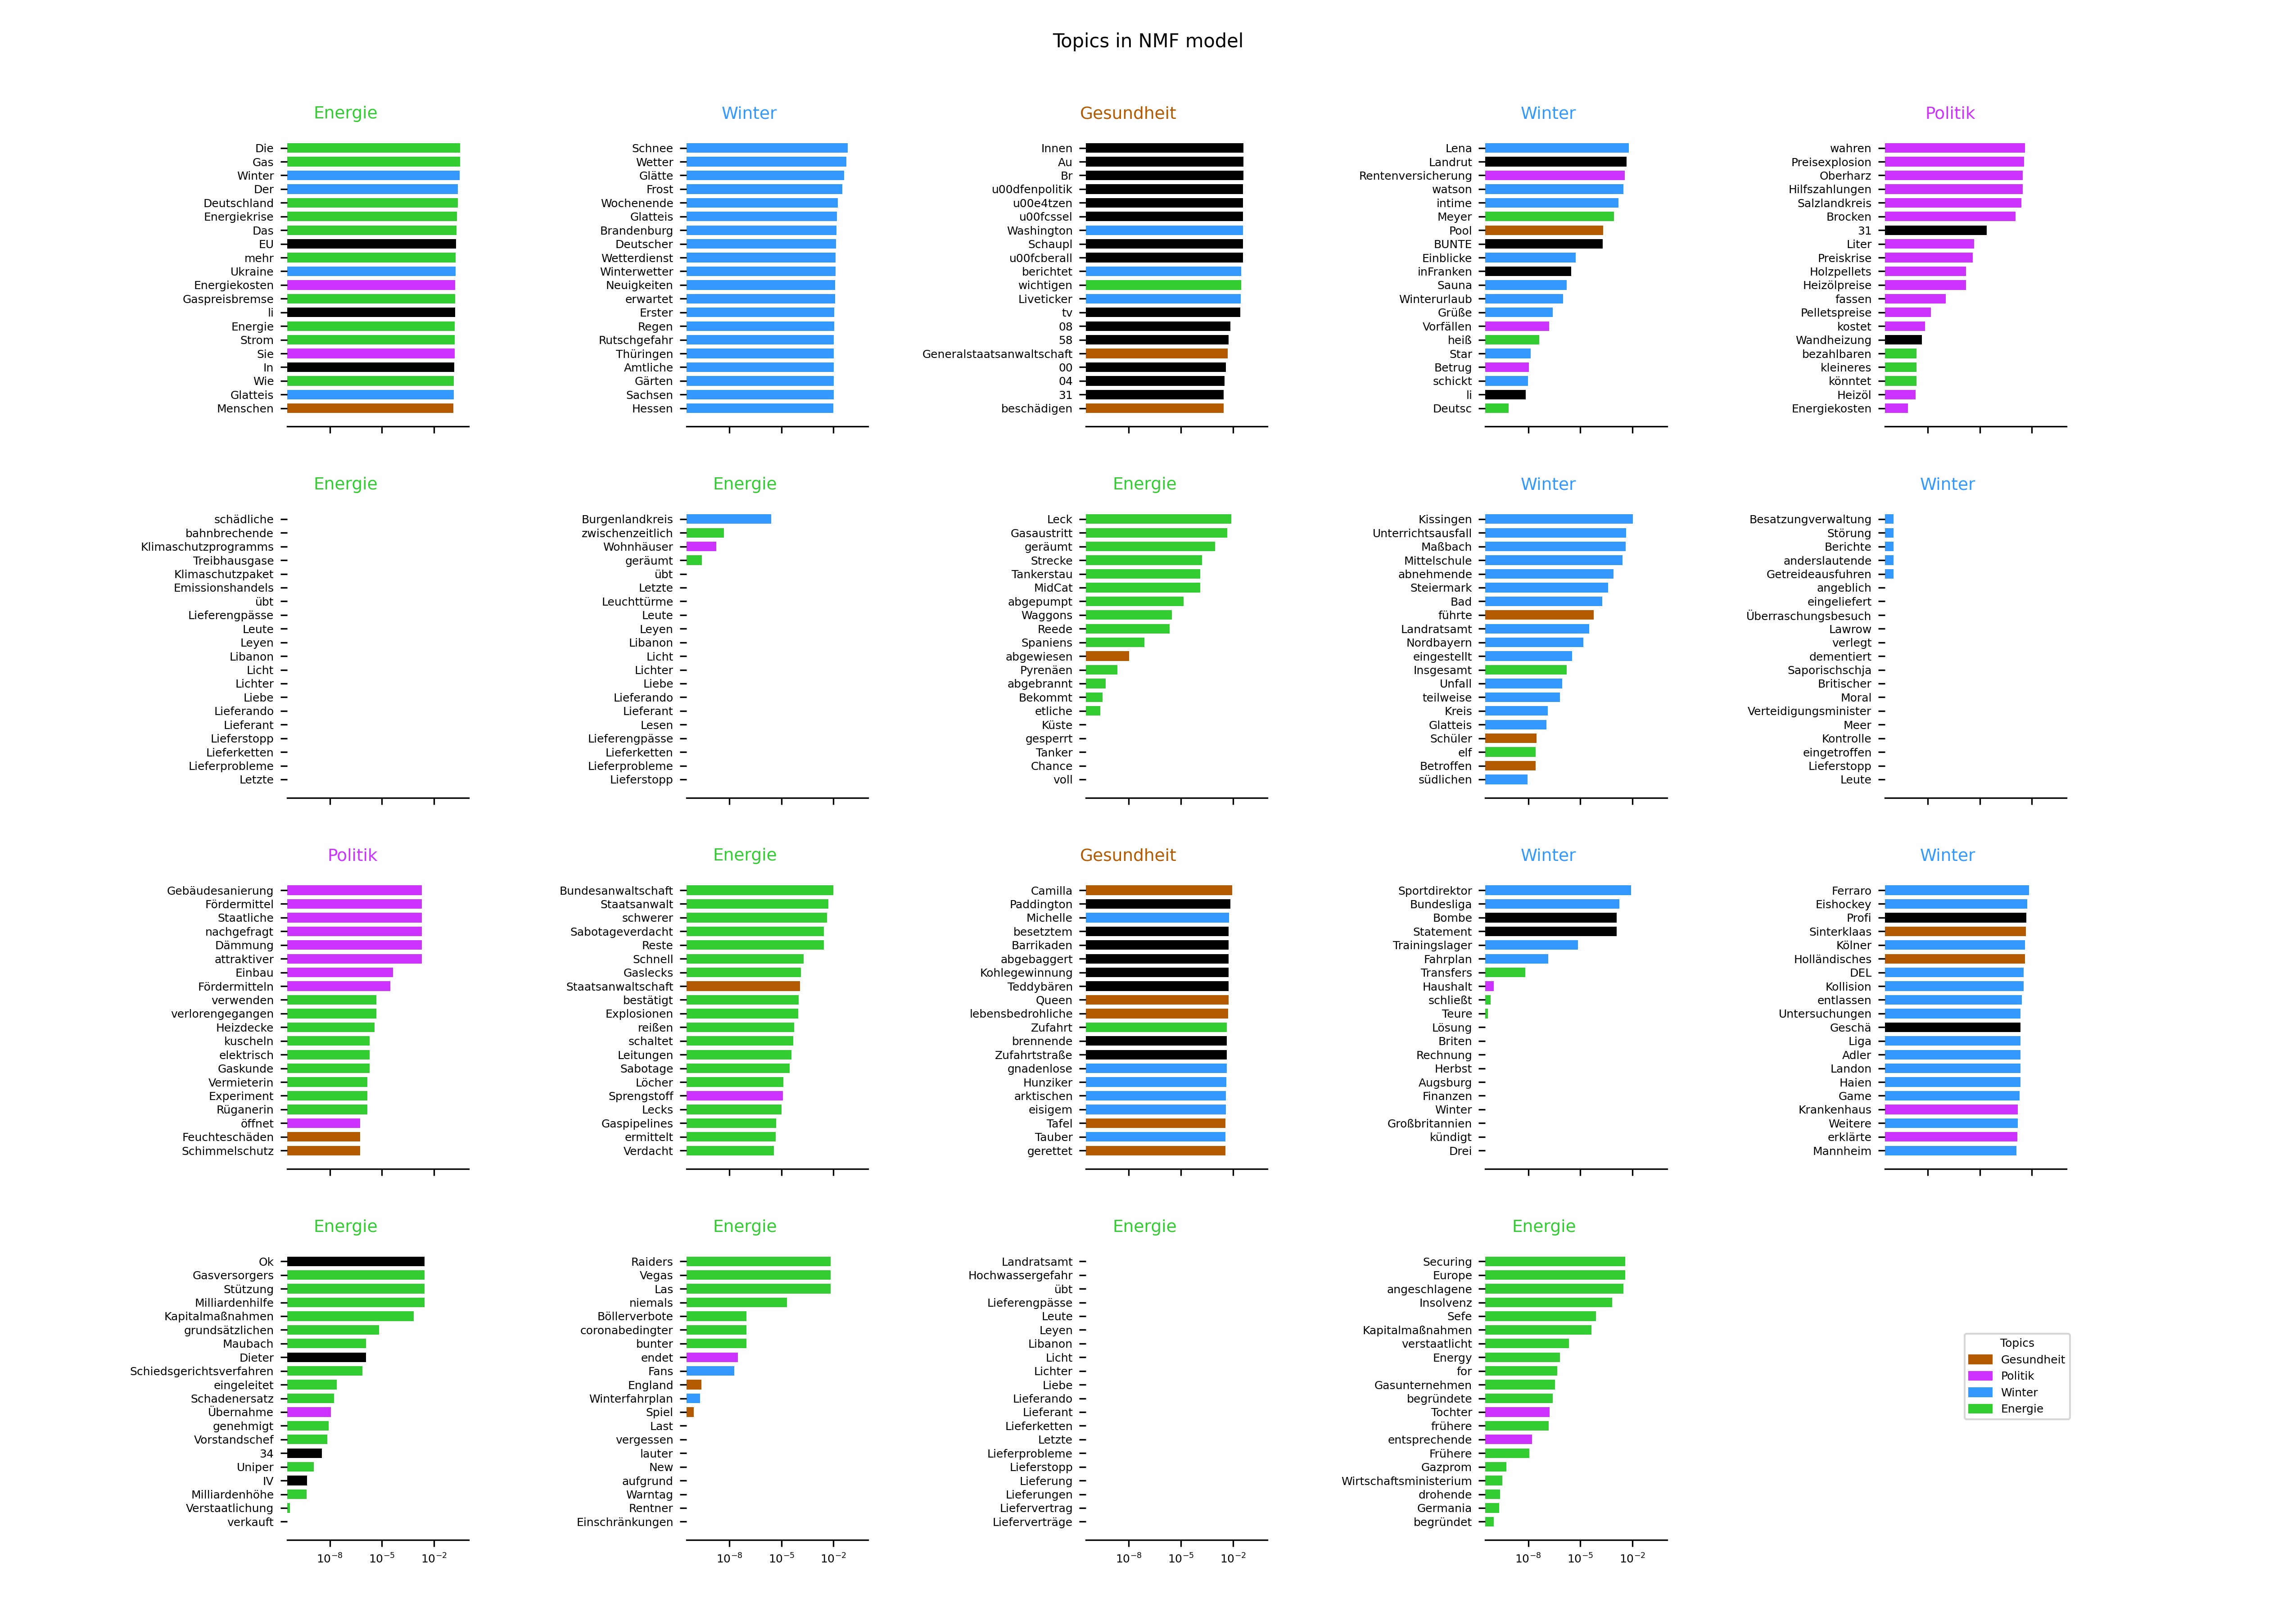 Topics in NMF model
Energie
Die
Gas
Winter
Der
Deutschland
Energiekrise
Das
EU
mehr
Ukraine
Energiekosten
Gaspreisbremse
li
Energie
Strom
Sie
In
Wie
Glatteis
Menschen
Winter
Schnee
Wetter
Glätte
Frost
Wochenende
Glatteis
Brandenburg
Deutscher
Wetterdienst
Winterwetter
Neuigkeiten
erwartet
Erster
Regen
Rutschgefahr
Thüringen
Amtliche
Gärten
Sachsen
Hessen
Gesundheit
Innen
Au
Br
u00dfenpolitik
u00e4tzen
u00fcssel
Washington
Schaupl
u00fcberall
berichtet
wichtigen
Liveticker
tv
08
58
Generalstaatsanwaltschaft
00
04
31
beschädigen
Winter
Lena
Landrut
Rentenversicherung
watson
intime
Meyer
Pool
BUNTE
Einblicke
inFranken
Sauna
Winterurlaub
Grüße
Vorfällen
heiß
Star
Betrug
schickt
li
Deutsc
Politik
wahren
Preisexplosion
Oberharz
Hilfszahlungen
Salzlandkreis
Brocken
31
Liter
Preiskrise
Holzpellets
Heizölpreise
fassen
Pelletspreise
kostet
Wandheizung
bezahlbaren
kleineres
könntet
Heizöl
Energiekosten
Energie
schädliche
bahnbrechende
Klimaschutzprogramms
Treibhausgase
Klimaschutzpaket
Emissionshandels
übt
Lieferengpässe
Leute
Leyen
Libanon
Licht
Lichter
Liebe
Lieferando
Lieferant
Lieferstopp
Lieferketten
Lieferprobleme
Letzte
Energie
Burgenlandkreis
zwischenzeitlich
Wohnhäuser
geräumt
übt
Letzte
Leuchttürme
Leute
Leyen
Libanon
Licht
Lichter
Liebe
Lieferando
Lieferant
Lesen
Lieferengpässe
Lieferketten
Lieferprobleme
Lieferstopp
Energie
Leck
Gasaustritt
geräumt
Strecke
Tankerstau
MidCat
abgepumpt
Waggons
Reede
Spaniens
abgewiesen
Pyrenäen
abgebrannt
Bekommt
etliche
Küste
gesperrt
Tanker
Chance
voll
Winter
Kissingen
Unterrichtsausfall
Maßbach
Mittelschule
abnehmende
Steiermark
Bad
führte
Landratsamt
Nordbayern
eingestellt
Insgesamt
Unfall
teilweise
Kreis
Glatteis
Schüler
elf
Betroffen
südlichen
Winter
Besatzungverwaltung
Störung
Berichte
anderslautende
Getreideausfuhren
angeblich
eingeliefert
Überraschungsbesuch
Lawrow
verlegt
dementiert
Saporischschja
Britischer
Moral
Verteidigungsminister
Meer
Kontrolle
eingetroffen
Lieferstopp
Leute
Politik
Gebäudesanierung
Fördermittel
Staatliche
nachgefragt
Dämmung
attraktiver
Einbau
Fördermitteln
verwenden
verlorengegangen
Heizdecke
kuscheln
elektrisch
Gaskunde
Vermieterin
Experiment
Rüganerin
öffnet
Feuchteschäden
Schimmelschutz
Energie
Bundesanwaltschaft
Staatsanwalt
schwerer
Sabotageverdacht
Reste
Schnell
Gaslecks
Staatsanwaltschaft
bestätigt
Explosionen
reißen
schaltet
Leitungen
Sabotage
Löcher
Sprengstoff
Lecks
Gaspipelines
ermittelt
Verdacht
Gesundheit
Camilla
Paddington
Michelle
besetztem
Barrikaden
abgebaggert
Kohlegewinnung
Teddybären
Queen
lebensbedrohliche
Zufahrt
brennende
Zufahrtstraße
gnadenlose
Hunziker
arktischen
eisigem
Tafel
Tauber
gerettet
Winter
Sportdirektor
Bundesliga
Bombe
Statement
Trainingslager
Fahrplan
Transfers
Haushalt
schließt
Teure
Lösung
Briten
Rechnung
Herbst
Augsburg
Finanzen
Winter
Großbritannien
kündigt
Drei
Winter
Ferraro
Eishockey
Profi
Sinterklaas
Kölner
Holländisches
DEL
Kollision
entlassen
Untersuchungen
Geschä
Liga
Adler
Landon
Haien
Game
Krankenhaus
Weitere
erklärte
Mannheim
Energie
Ok
Gasversorgers
Stützung
Milliardenhilfe
Kapitalmaßnahmen
grundsätzlichen
Maubach
Dieter
Schiedsgerichtsverfahren
eingeleitet
Schadenersatz
Übernahme
genehmigt
Vorstandschef
34
Uniper
IV
Milliardenhöhe
Verstaatlichung
verkauft
10⁻⁸ 10⁻⁵ 10⁻²
Energie
Raiders
Vegas
Las
niemals
Böllerverbote
coronabedingter
bunter
endet
Fans
England
Winterfahrplan
Spiel
Last
vergessen
lauter
New
aufgrund
Warntag
Rentner
Einschränkungen
10⁻⁸ 10⁻⁵ 10⁻²
Energie
Landratsamt
Hochwassergefahr
übt
Lieferengpässe
Leute
Leyen
Libanon
Licht
Lichter
Liebe
Lieferando
Lieferant
Lieferketten
Letzte
Lieferprobleme
Lieferstopp
Lieferung
Lieferungen
Liefervertrag
Lieferverträge
10⁻⁸ 10⁻⁵ 10⁻²
Energie
Securing
Europe
angeschlagene
Insolvenz
Sefe
Kapitalmaßnahmen
verstaatlicht
Energy
for
Gasunternehmen
begründete
Tochter
frühere
entsprechende
Frühere
Gazprom
Wirtschaftsministerium
drohende
Germania
begründet
10⁻⁸ 10⁻⁵ 10⁻²
Topics
Gesundheit
Politik
Winter
Energie